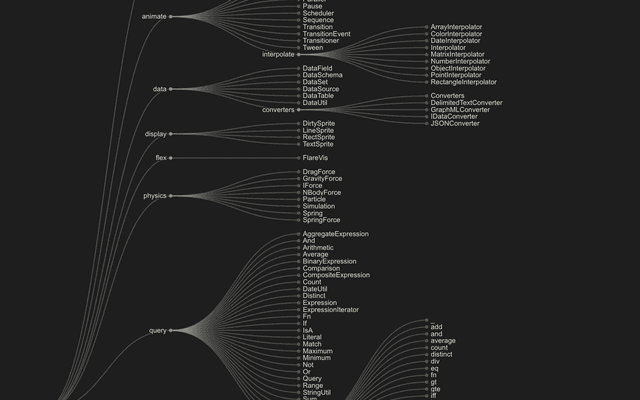 Parallel
Pause
Scheduler
animate
Sequence
Transition
TransitionEvent
Transitioner
Tween
interpolate
ArrayInterpolator
ColorInterpolator
DateInterpolator
Interpolator
MatrixInterpolator
NumberInterpolator
ObjectInterpolator
PointInterpolator
RectangleInterpolator
data
DataField
DataSchema
DataSet
DataSource
DataTable
DataUtil
converters
Converters
DelimitedTextConverter
GraphMLConverter
IDataConverter
JSONConverter
display
DirtySprite
LineSprite
RectSprite
TextSprite
flex
FlareVis
physics
DragForce
GravityForce
IForce
NBodyForce
Particle
Simulation
Spring
SpringForce
query
AggregateExpression
And
Arithmetic
Average
BinaryExpression
Comparison
CompositeExpression
Count
DateUtil
Distinct
Expression
ExpressionIterator
Fn
If
IsA
Literal
Match
Maximum
Minimum
Not
Or
Query
Range
StringUtil
Sum
_
add
and
average
count
distinct
div
eq
fn
gt
gte
iff